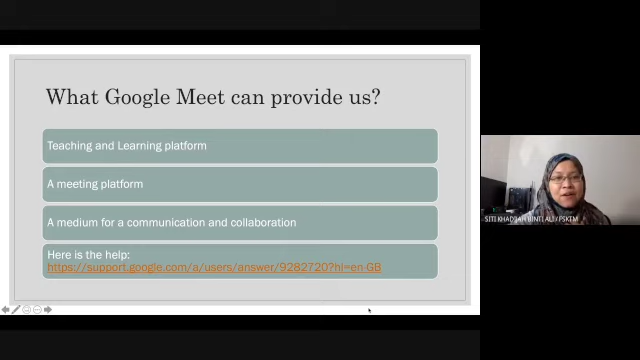 What Google Meet can provide us?
Teaching and Learning platform
A meeting platform
A medium for a communication and collaboration
Here is the help:
https://support.google.com/a/users/answer/9282720?hl=en-GB
SITI KHADIJAH BINTI ALI / FSKEM